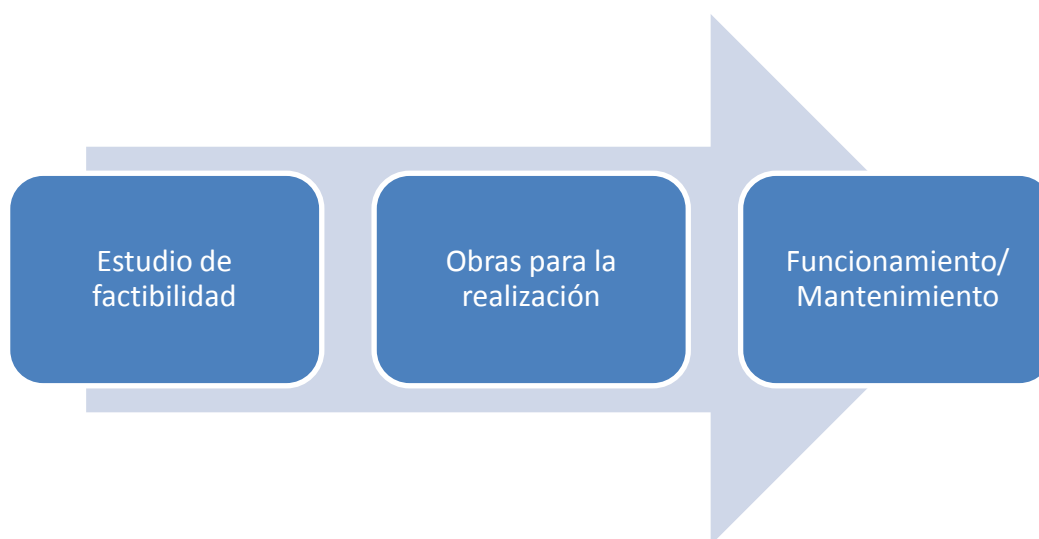 Estudio de
factibilidad
Obras para la
realización
Funcionamiento/
Mantenimiento